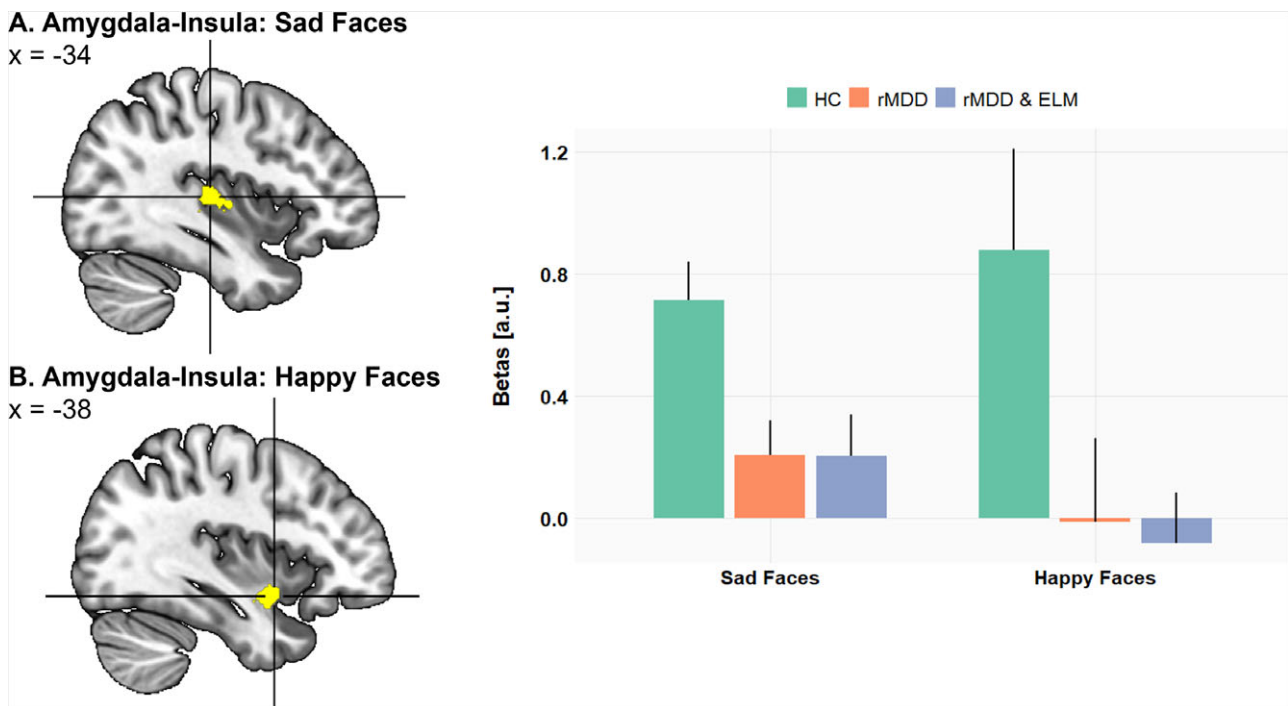 A. Amygdala-Insula: Sad Faces
x = -34
B. Amygdala-Insula: Happy Faces
x = -38
HC rMDD rMDD & ELM
Betas [a.u.]
1.2
0.8
0.4
0.0
Sad Faces Happy Faces